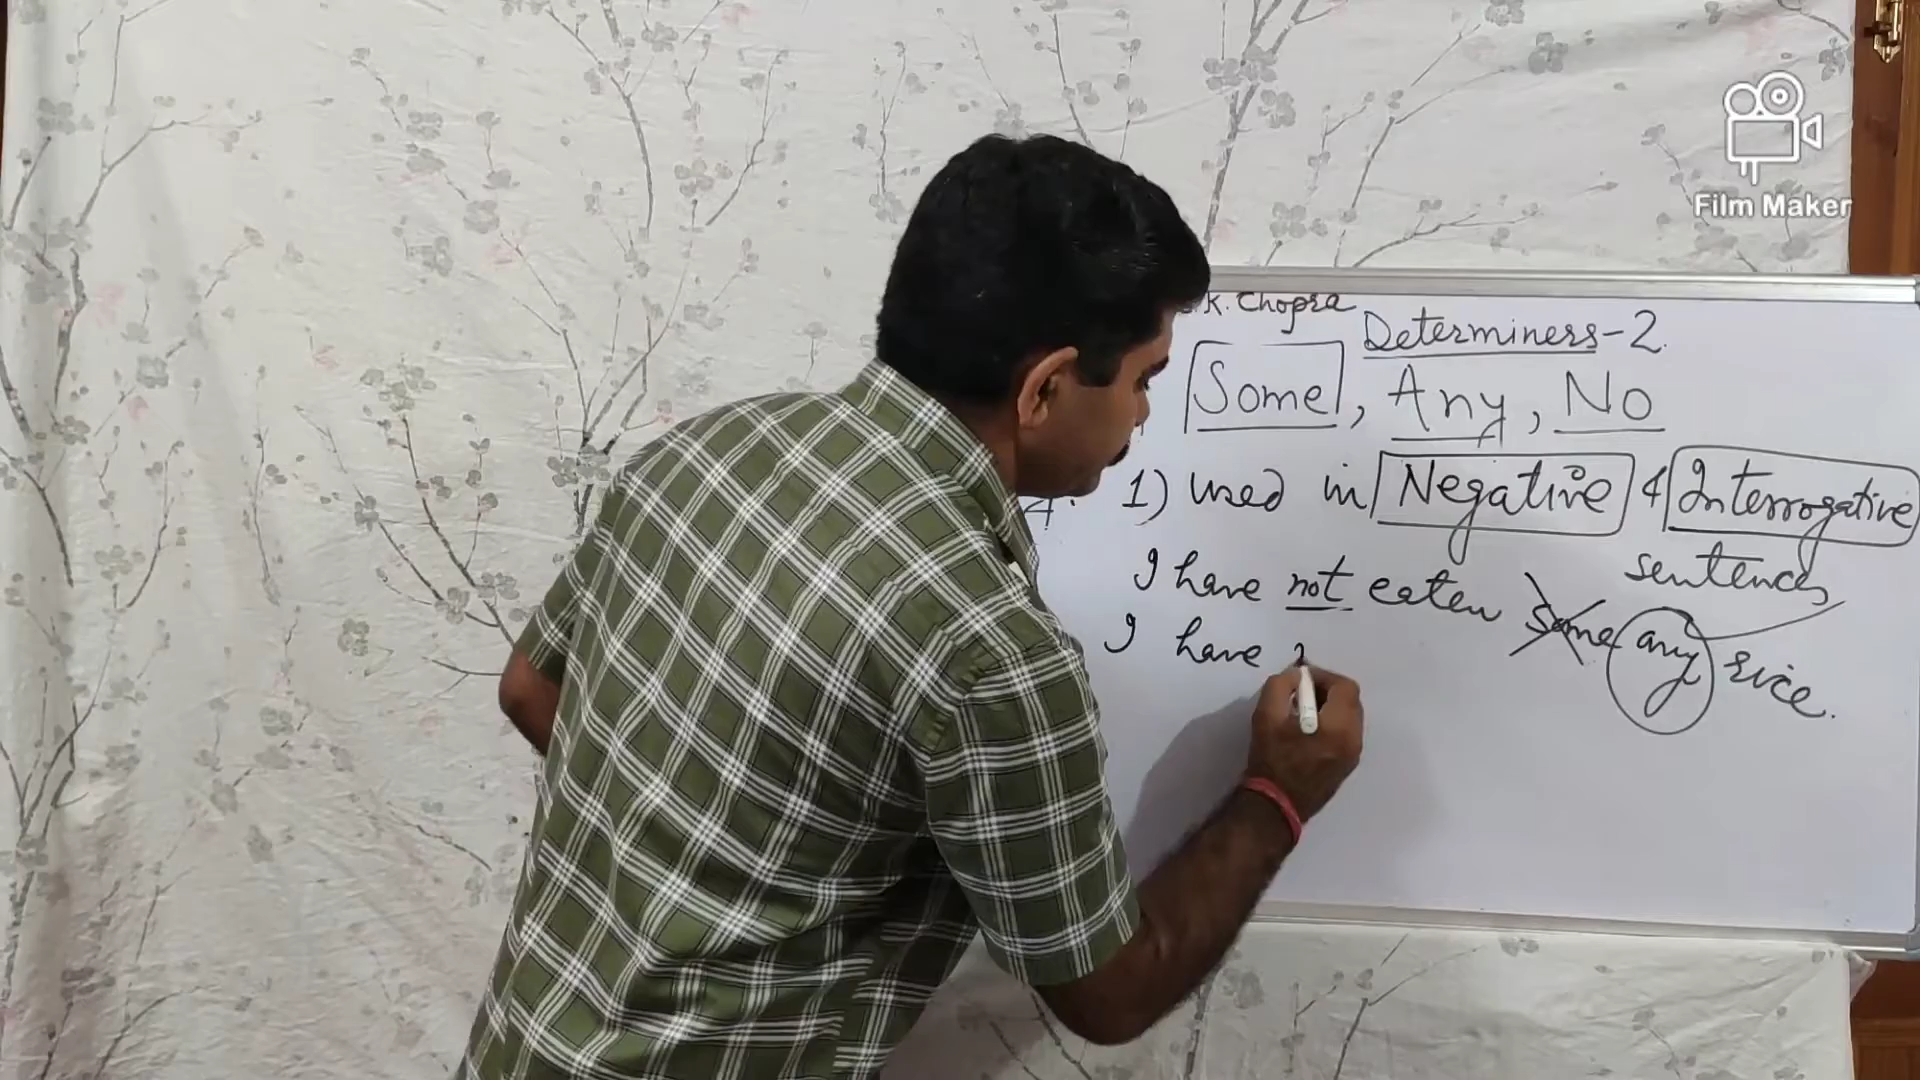 Film Maker
K. Chopra
Determiners-2.
Some, Any, No
1) used in Negative & Interrogative
sentences
I have not eaten some any rice.
I have